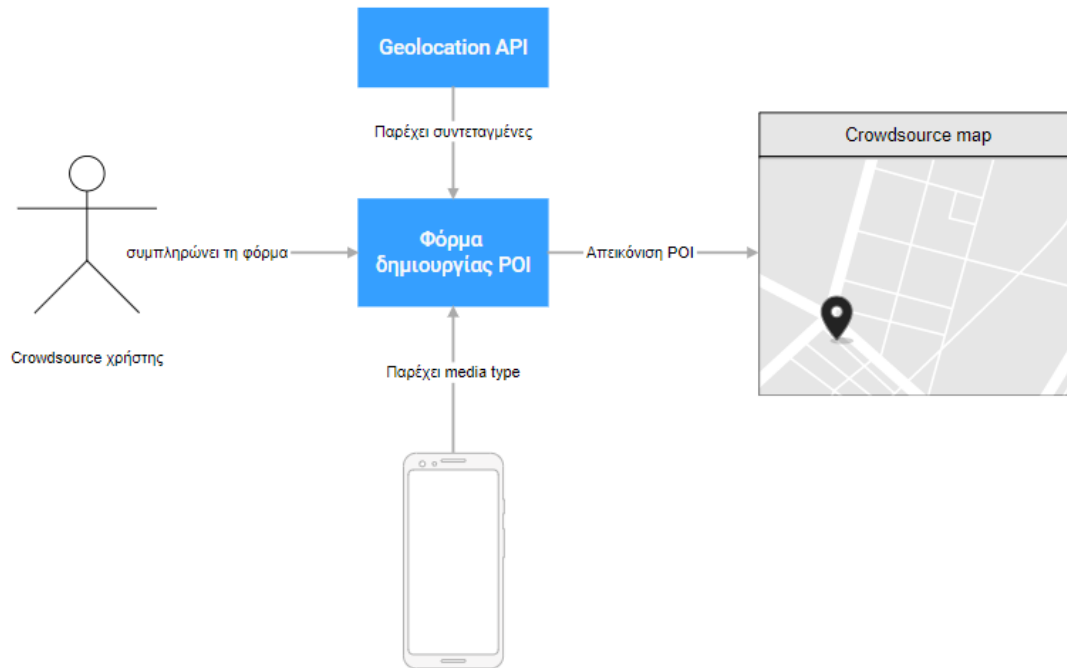 Geolocation API
Παρέχει συντεταγμένες
Crowdsource map
συμπληρώνει τη φόρμα
Φόρμα
δημιουργίας POI
Απεικόνιση POI
Crowdsource χρήστης
Παρέχει media type